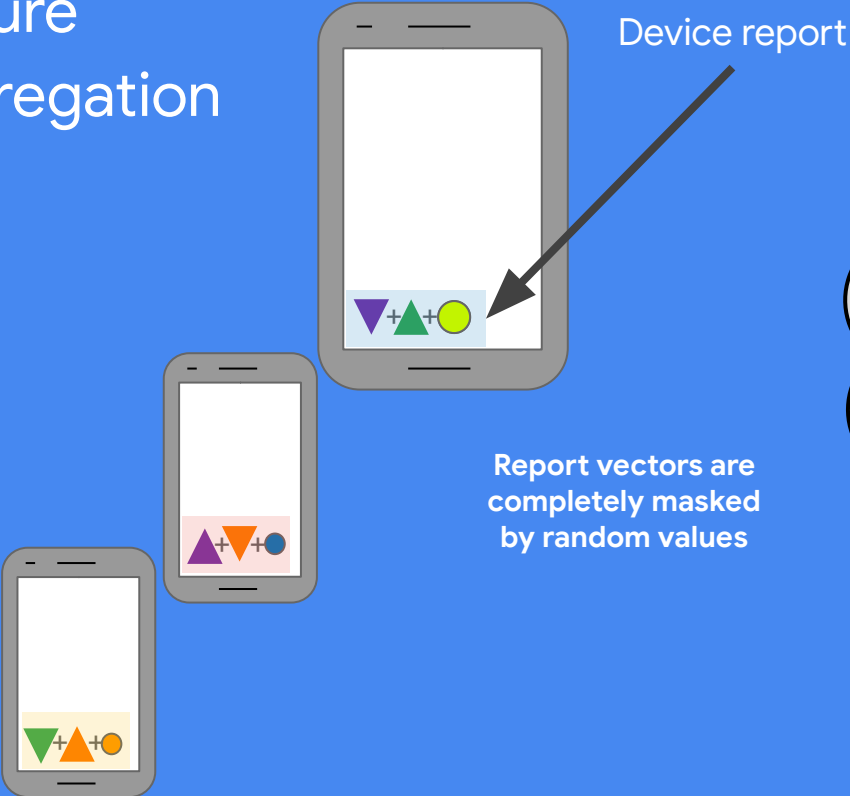 ure
regation
Device report
+ +
Report vectors are
completely masked
by random values
+ +
+ +